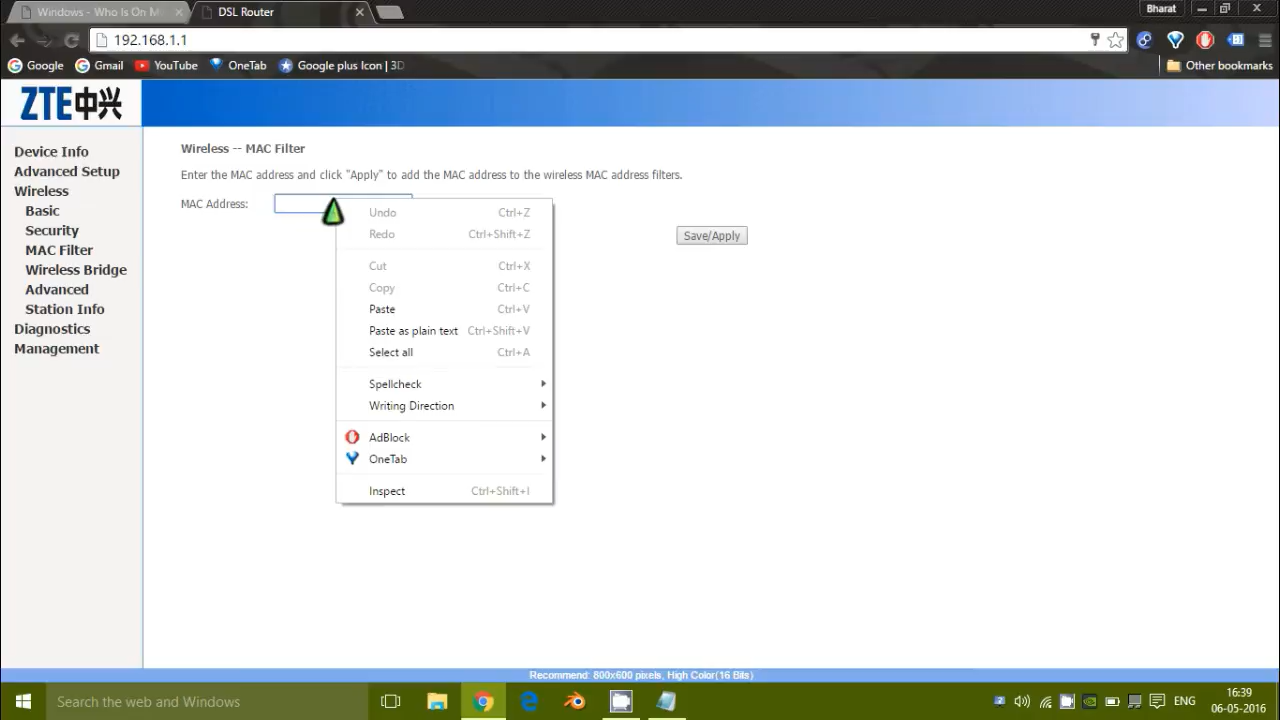 Windows - Who Is On M
DSL Router
Bharat
192.168.1.1
Google
Gmail
YouTube
OneTab
Google plus Icon | 3D
Other bookmarks
ZTE中兴
Device Info
Advanced Setup
Wireless
Basic
Security
MAC Filter
Wireless Bridge
Advanced
Station Info
Diagnostics
Management
Wireless -- MAC Filter
Enter the MAC address and click "Apply" to add the MAC address to the wireless MAC address filters.
MAC Address:
Save/Apply
Undo Ctrl+Z
Redo Ctrl+Shift+Z
Cut Ctrl+X
Copy Ctrl+C
Paste Ctrl+V
Paste as plain text Ctrl+Shift+V
Select all Ctrl+A
Spellcheck
Writing Direction
AdBlock
OneTab
Inspect Ctrl+Shift+I
Recommend: 800x600 pixels, High Color(16 Bits)
Search the web and Windows
ENG
16:39
06-05-2016